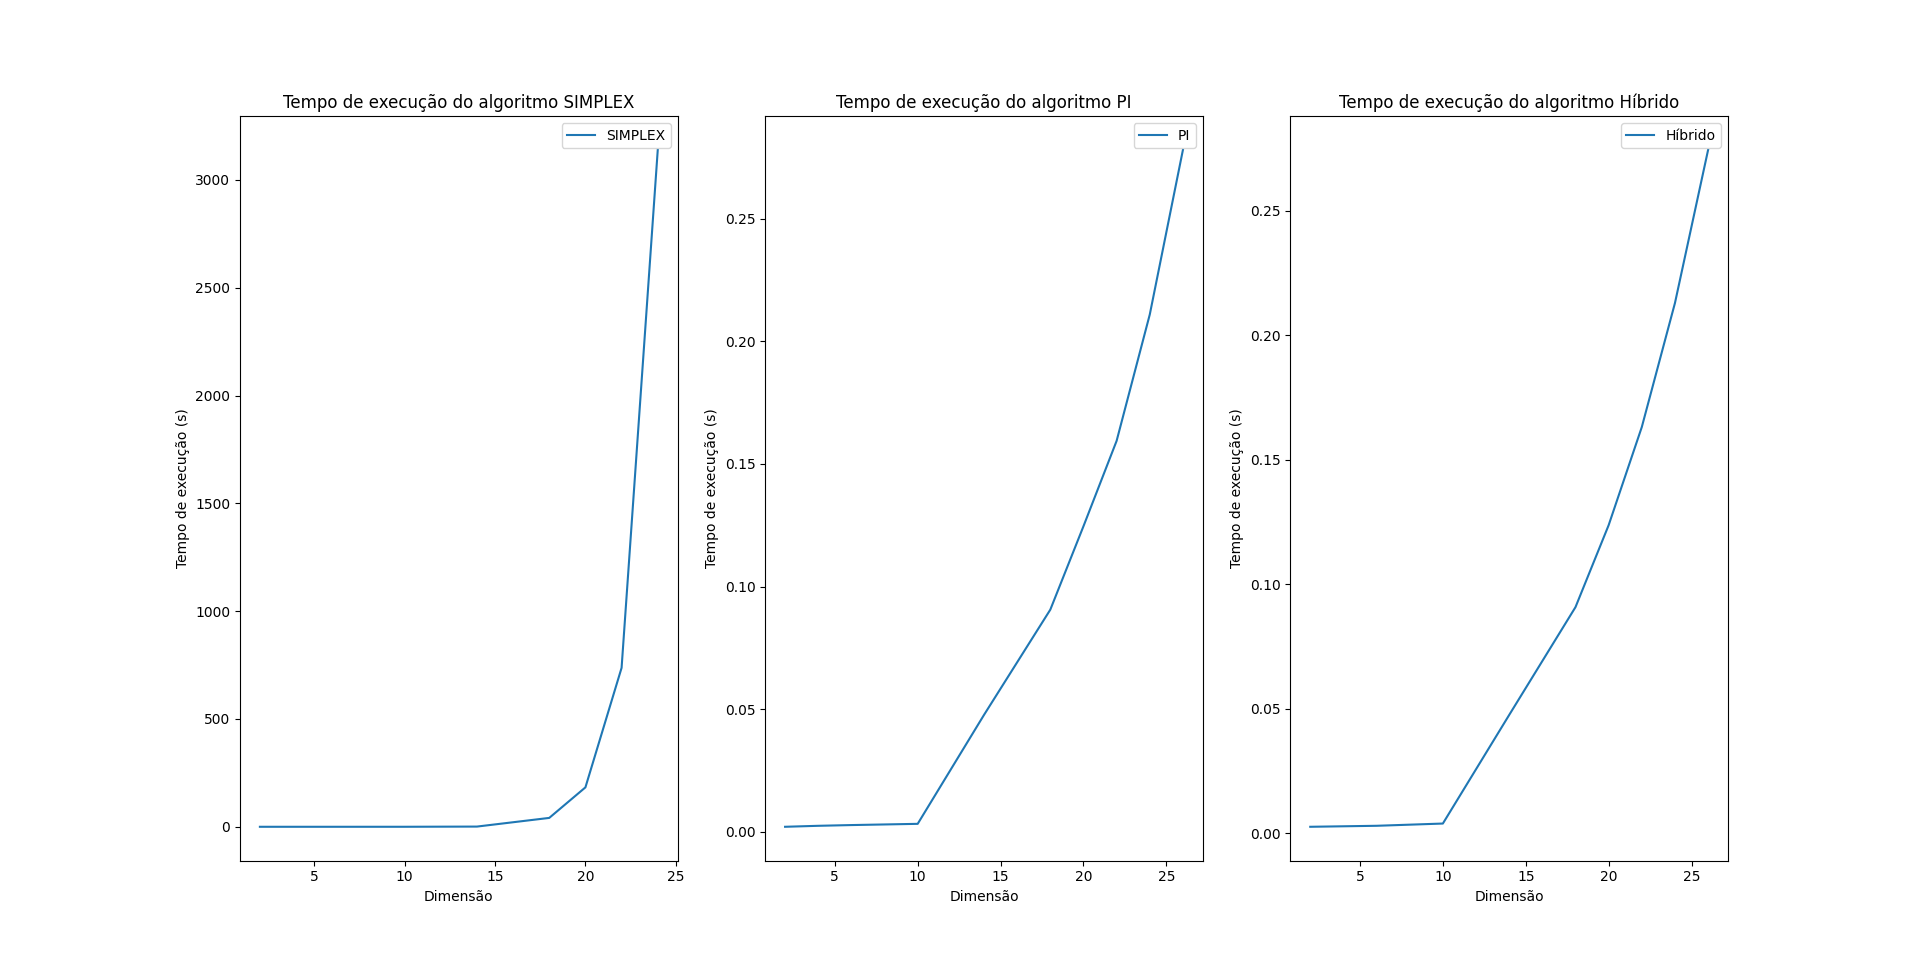 Tempo de execução do algoritmo SIMPLEX
SIMPLEX
3000
2500
2000
1500
1000
500
0
Tempo de execução (s)
5 10 15 20 25
Dimensão
Tempo de execução do algoritmo PI
PI
0.25
0.20
0.15
0.10
0.05
0.00
Tempo de execução (s)
5 10 15 20 25
Dimensão
Tempo de execução do algoritmo Híbrido
Híbrido
0.25
0.20
0.15
0.10
0.05
0.00
Tempo de execução (s)
5 10 15 20 25
Dimensão